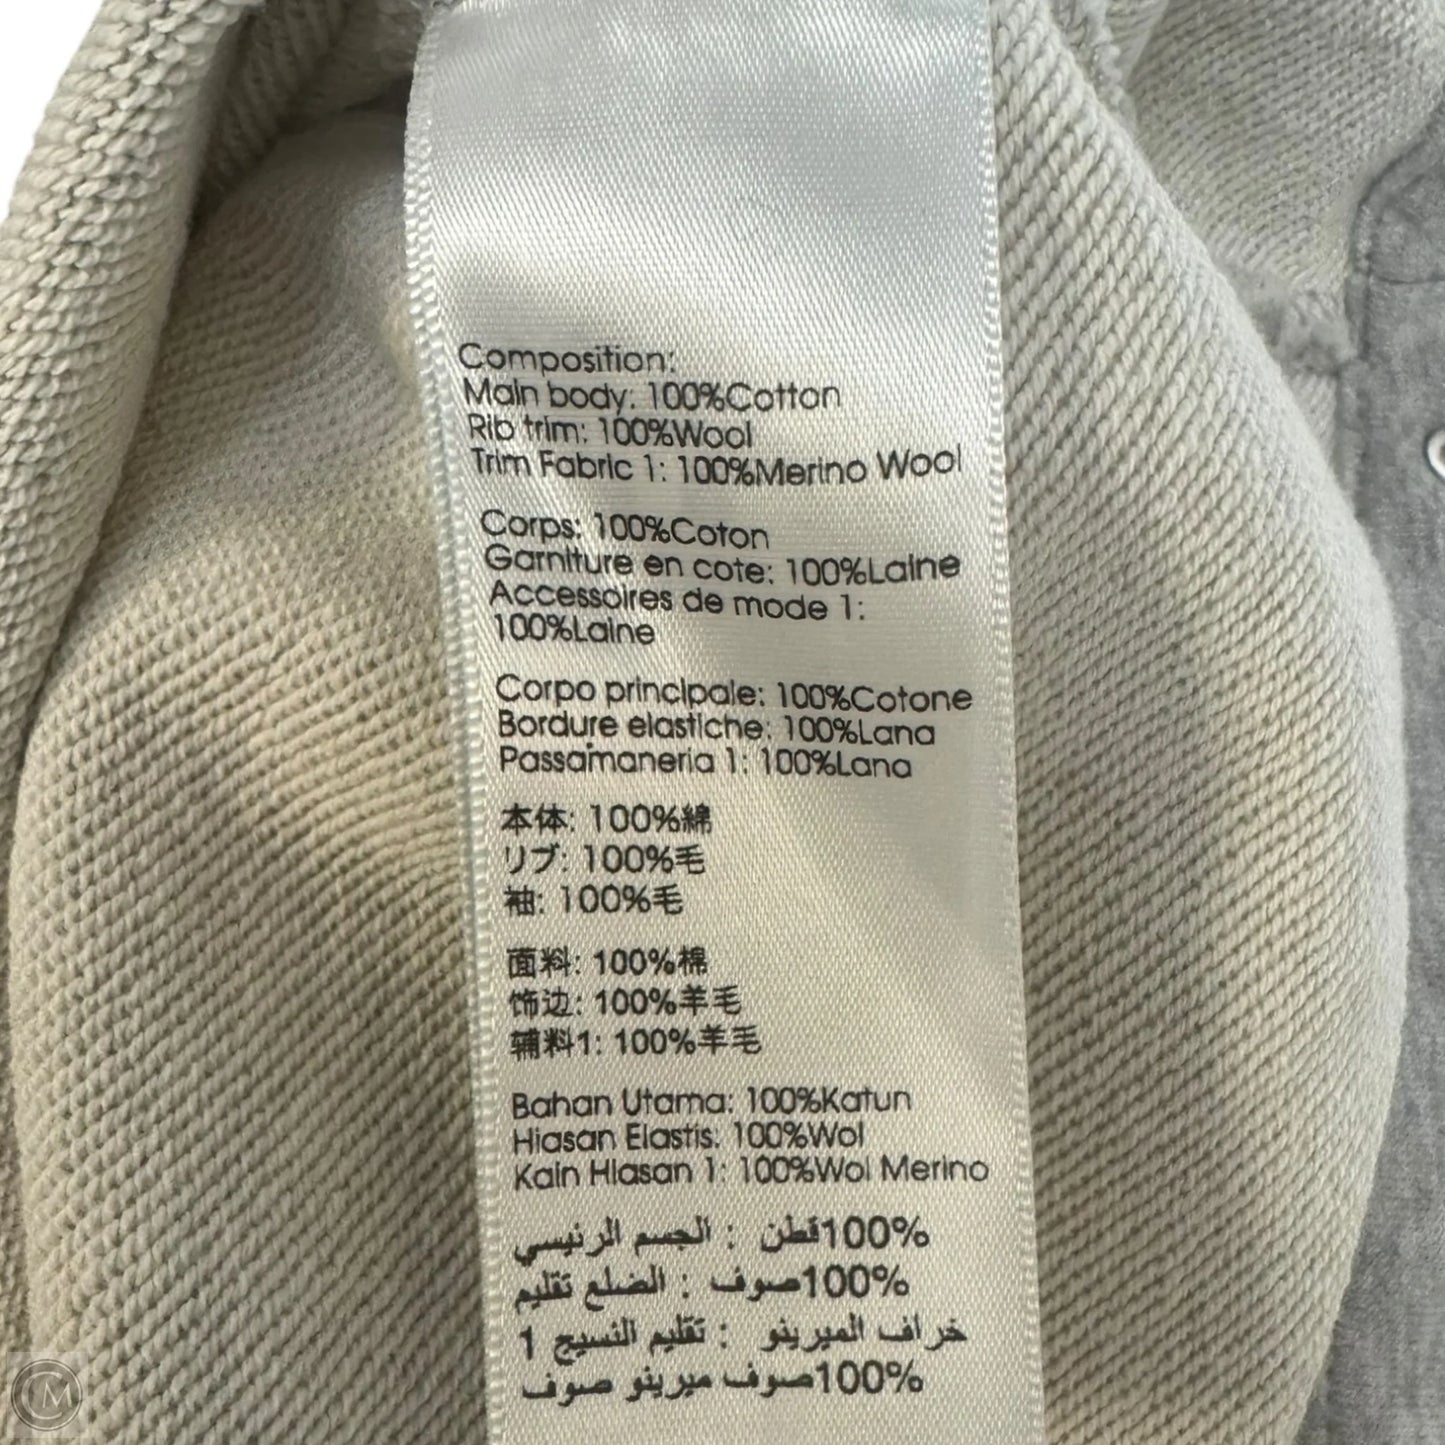 Composition:
Main body: 100%Cotton
Rib trim: 100%Wool
Trim Fabric 1: 100%Merino Wool
Corps: 100%Coton
Garniture en cote: 100%Laine
Accessoires de mode 1:
100%Laine
Corpo principale: 100%Cotone
Bordure elastiche: 100%Lana
Passamaneria 1: 100%Lana
本体: 100%綿
リブ: 100%毛
袖: 100%毛
面料: 100%棉
饰边: 100%羊毛
辅料1: 100%羊毛
Bahan Utama: 100%Katun
Hiasan Elastis: 100%Wol
Kain Hiasan 1: 100%Wol Merino
100%قطن : الجسم الرئيسي
100%صوف : الضلع تقليم
خراف الميرينو : تقليم النسيج 1
100%صوف ميرينو صوف
CM